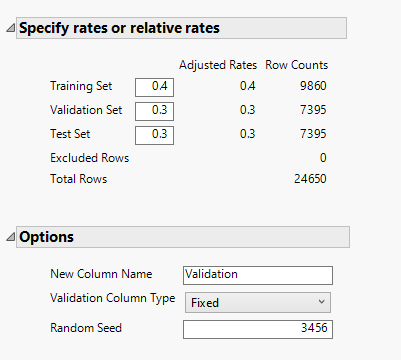 Specify rates or relative rates
Adjusted Rates Row Counts
Training Set 0.4 0.4 9860
Validation Set 0.3 0.3 7395
Test Set 0.3 0.3 7395
Excluded Rows 0
Total Rows 24650
Options
New Column Name Validation
Validation Column Type Fixed
Random Seed 3456